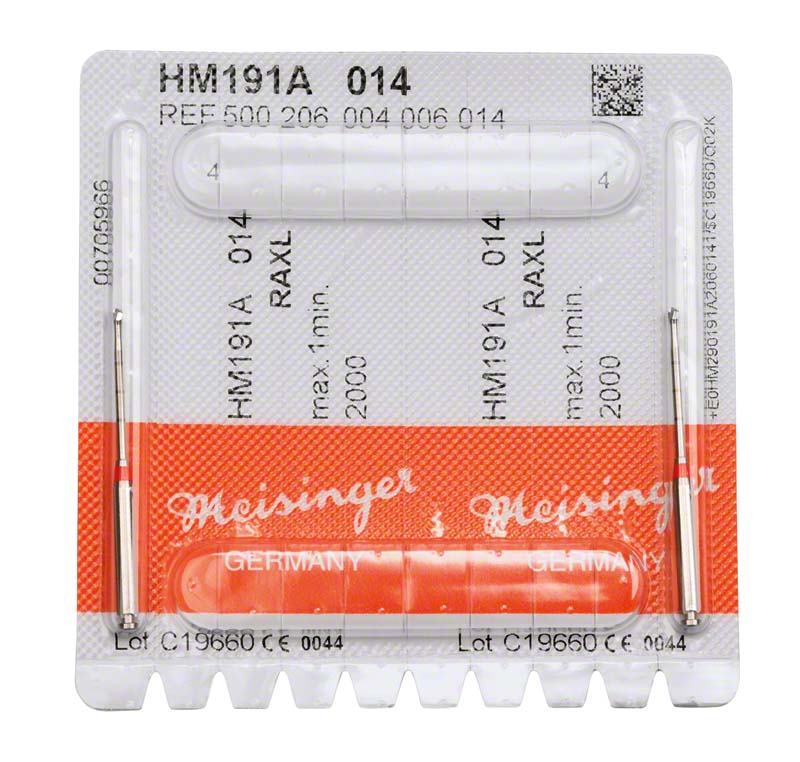 HM191A 014
REF 500 206 004 006 014
4
4
00705966
HM191A 014
RAXL
max.1min.
2000
HM191A 014
RAXL
max.1min.
2000
Meisinger
Meisinger
GERMANY
GERMANY
Lot C19660 CE 0044
Lot C19660 CE 0044